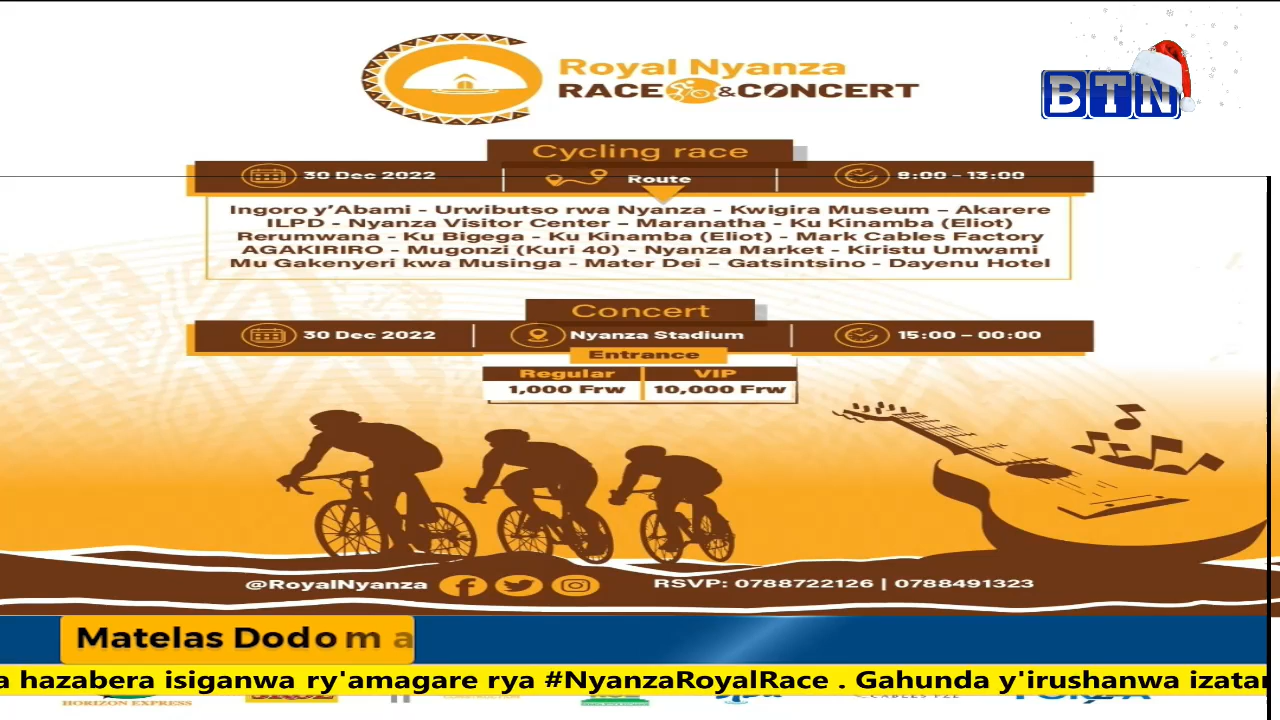 Royal Nyanza
RACE & CONCERT
BTN
Cycling race
30 Dec 2022
Route
8:00 - 13:00
Ingoro y'Abami - Urwibutso rwa Nyanza - Kwigira Museum - Akarere
ILPD - Nyanza Visitor Center - Maranatha - Ku Kinamba (Eliot)
Rerumwana - Ku Bigega - Ku Kinamba (Eliot) - Mark Cables Factory
AGAKIRIRO - Mugonzi (Kuri 40) - Nyanza Market - Kiristu Umwami
Mu Gakenyeri kwa Musinga - Mater Dei - Gatsintsino - Dayenu Hotel
Concert
30 Dec 2022
Nyanza Stadium
15:00 - 00:00
Entrance
Regular VIP
1,000 Frw 10,000 Frw
@RoyalNyanza
RSVP: 0788722126 | 0788491323
Matelas Dodoma
a hazabera isiganwa ry'amagare rya #NyanzaRoyalRace . Gahunda y'irushanwa izatan
HORIZON EXPRESS